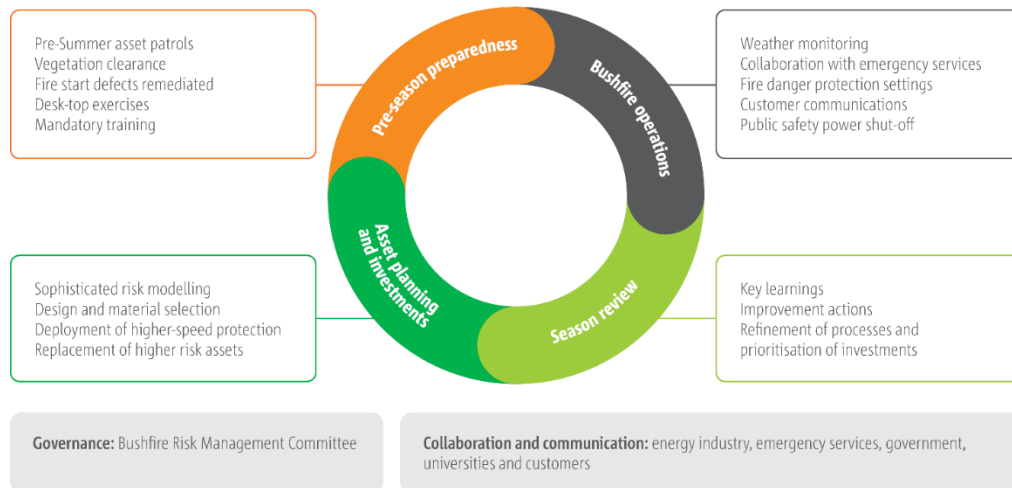 Pre-Summer asset patrols
Vegetation clearance
Fire start defects remediated
Desk-top exercises
Mandatory training
Pre-season preparedness
Bushfire operations
Weather monitoring
Collaboration with emergency services
Fire danger protection settings
Customer communications
Public safety power shut-off
Sophisticated risk modelling
Design and material selection
Deployment of higher-speed protection
Replacement of higher risk assets
Asset planning
and investments
Season review
Key learnings
Improvement actions
Refinement of processes and
prioritisation of investments
Governance: Bushfire Risk Management Committee
Collaboration and communication: energy industry, emergency services, government,
universities and customers